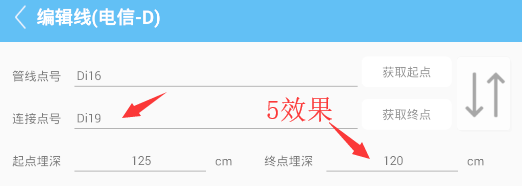 编辑线(电信-D)
管线点号 Di16 获取起点
5效果
连接点号 Di19 获取终点
起点埋深 125 cm 终点埋深 120 cm